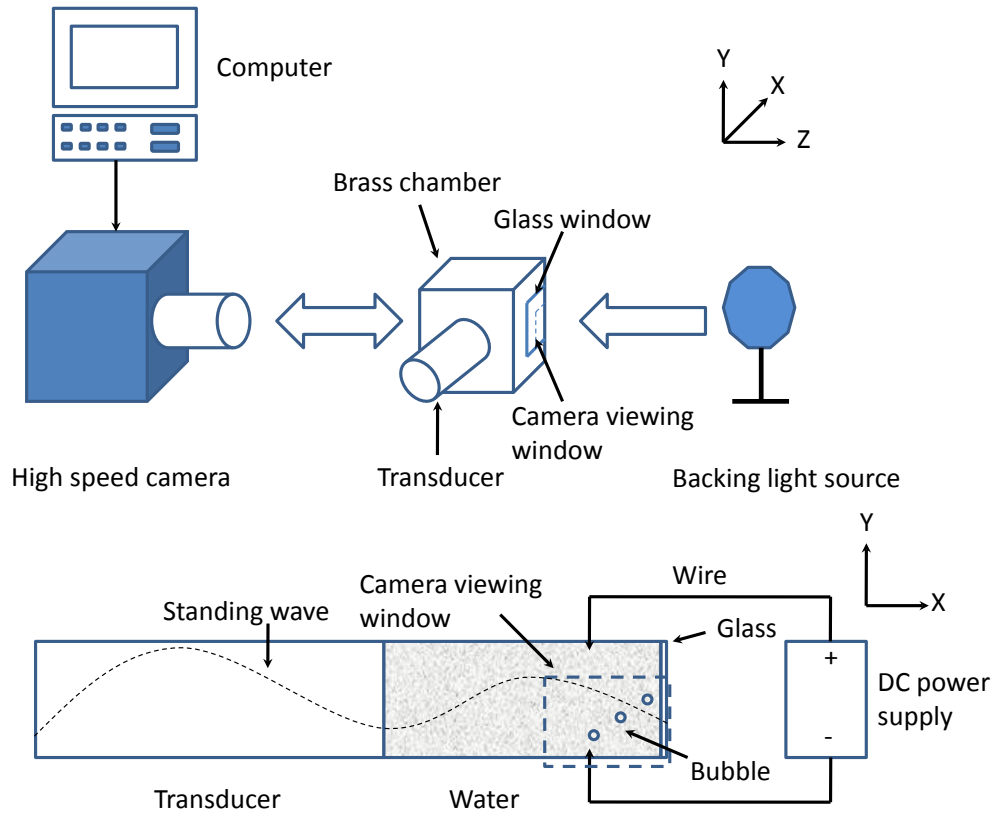 Computer
Y
X
Z
Brass chamber
Glass window
Camera viewing
window
High speed camera
Transducer
Backing light source
Y
X
Camera viewing
window
Wire
Standing wave
Glass
+
DC power
supply
-
Bubble
Transducer
Water